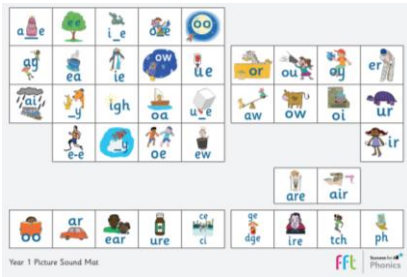 a_e ee i_e o_e oo
ay ea ie ow ue or ou oy er
ai _y igh oa u_e aw ow oi ur
e-e _y oe ew ir
are air
ar ear ure ce ci ge dge ire tch ph
Year 1 Picture Sound Mat
fft Success for all Phonics